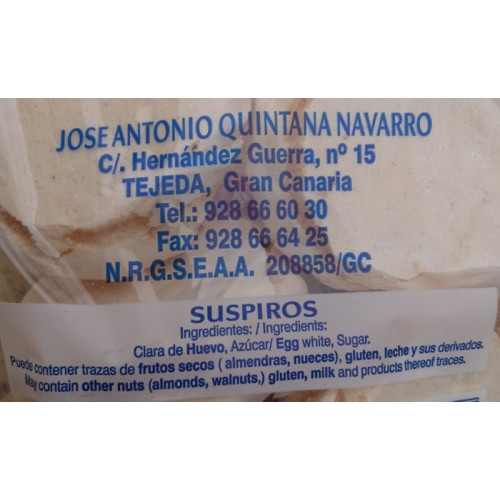 JOSE ANTONIO QUINTANA NAVARRO
C/. Hernández Guerra, nº 15
TEJEDA, Gran Canaria
Tel.: 928 66 60 30
Fax: 928 66 64 25
N.R.G.S.E.A.A. 208858/GC
SUSPIROS
Ingredientes: / Ingredients:
Clara de Huevo, Azúcar/ Egg white, Sugar.
Puede contener trazas de frutos secos ( almendras, nueces), gluten, leche y sus derivados.
May contain other nuts (almonds, walnuts,) gluten, milk and products thereof traces.